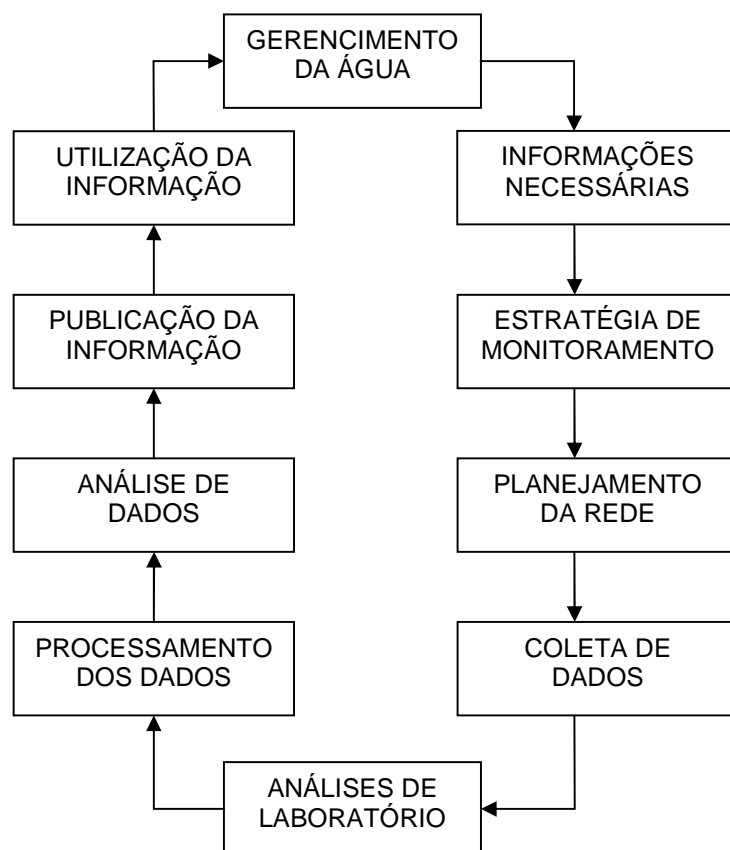 GERENCIMENTO
DA ÁGUA
INFORMAÇÕES
NECESSÁRIAS
ESTRATÉGIA DE
MONITORAMENTO
PLANEJAMENTO
DA REDE
COLETA DE
DADOS
ANÁLISES DE
LABORATÓRIO
PROCESSAMENTO
DOS DADOS
ANÁLISE DE
DADOS
PUBLICAÇÃO DA
INFORMAÇÃO
UTILIZAÇÃO DA
INFORMAÇÃO